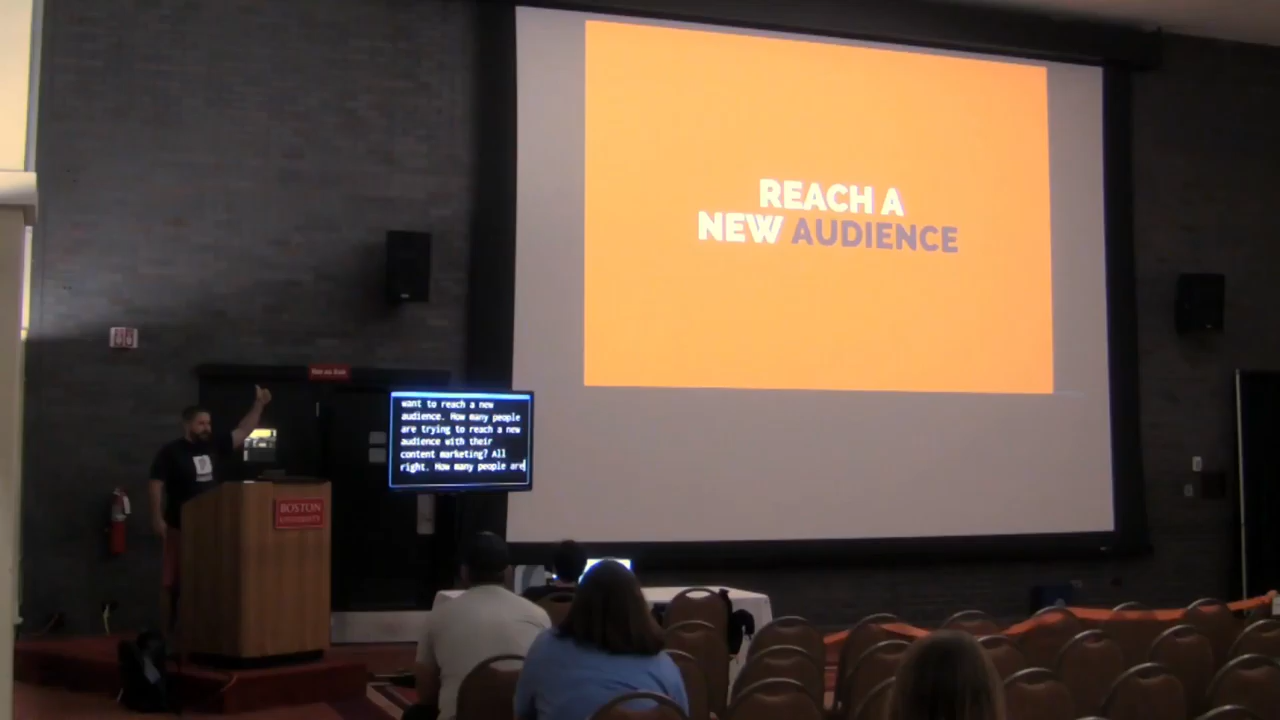 REACH A
NEW AUDIENCE
want to reach a new
audience. How many people
are trying to reach a new
audience with their
content marketing? All
right. How many people are
BOSTON
UNIVERSITY